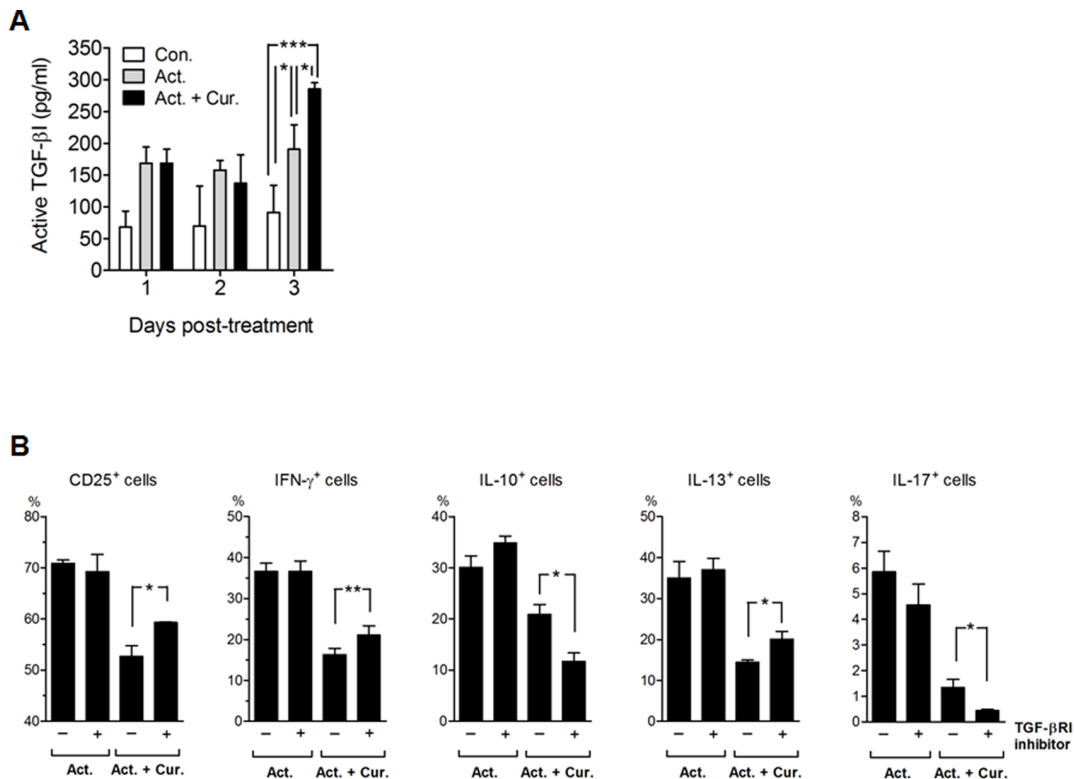 A
Active TGF-βI (pg/ml)
350
300
250
200
150
100
50
0
Con.
Act.
Act. + Cur.
***
* *
1 2 3
Days post-treatment
B
CD25+ cells
%
80
70
60
50
40
*
− + − +
Act. Act. + Cur.
IFN-γ+ cells
%
50
40
30
20
10
0
**
− + − +
Act. Act. + Cur.
IL-10+ cells
%
40
30
20
10
0
*
− + − +
Act. Act. + Cur.
IL-13+ cells
%
50
40
30
20
10
0
*
− + − +
Act. Act. + Cur.
IL-17+ cells
%
8
7
6
5
4
3
2
1
0
*
− + − +
Act. Act. + Cur.
TGF-βRI
inhibitor